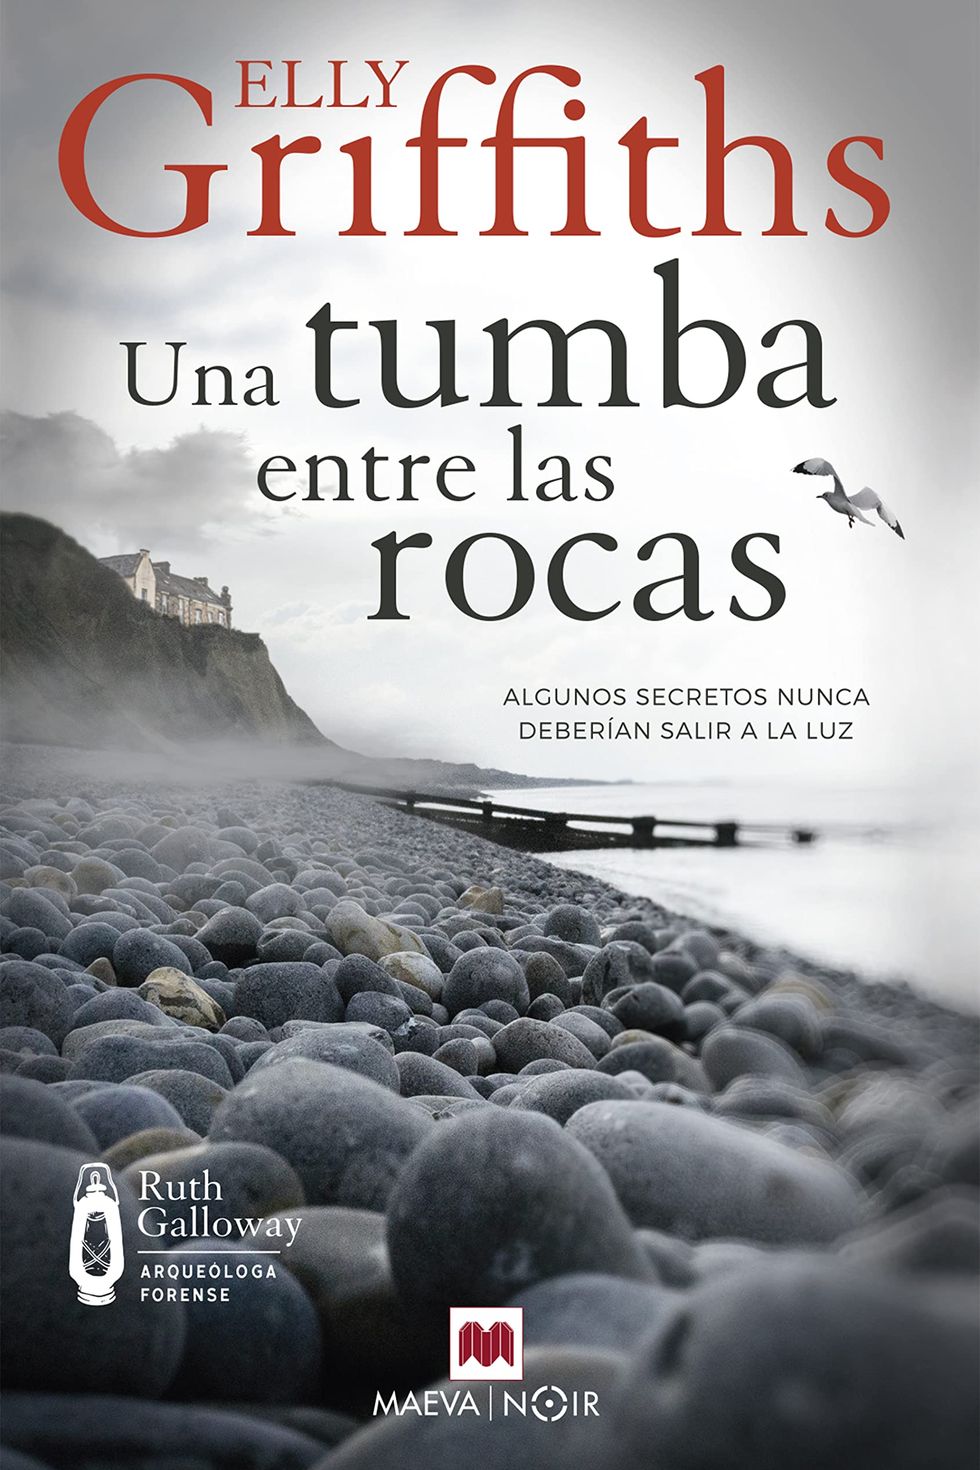 ELLY
Griffiths
Una tumba
entre las
rocas
ALGUNOS SECRETOS NUNCA
DEBERÍAN SALIR A LA LUZ
Ruth
Galloway
ARQUEÓLOGA
FORENSE
MAEVA | NOIR